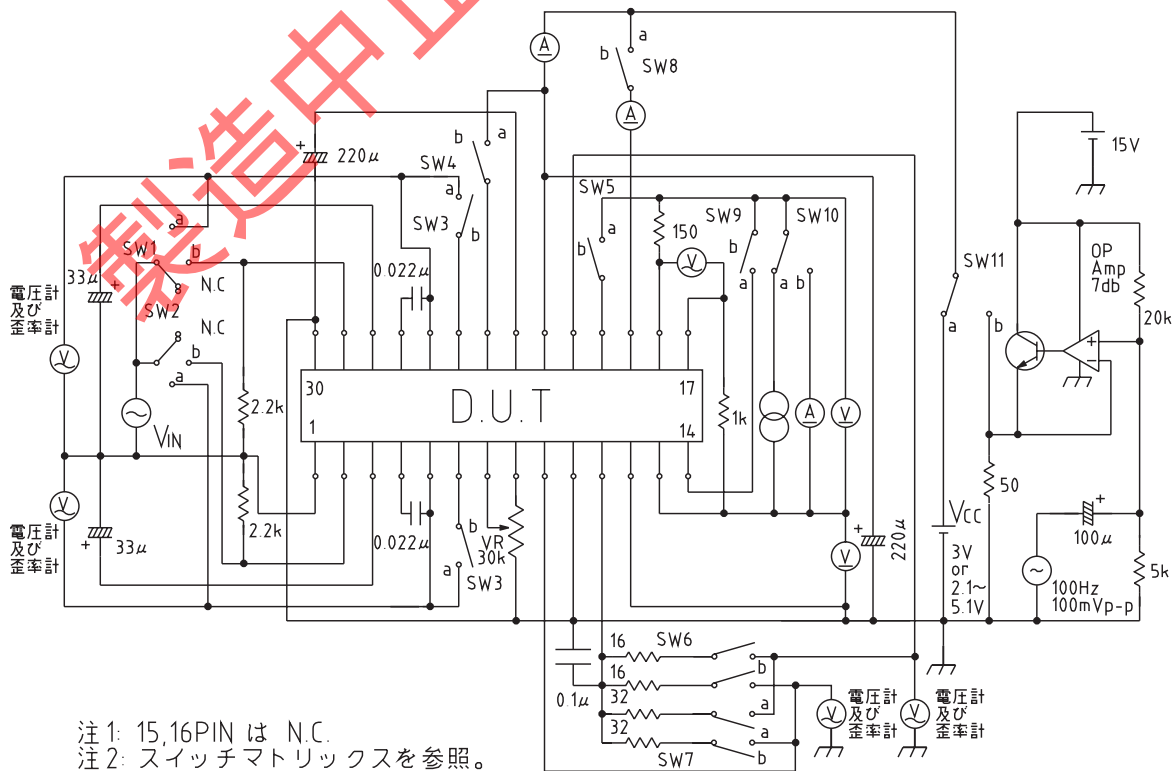 製造中止
A
a
b
SW8
A
15V
+
220μ
b
a
SW4
a
SW3
b
SW5
a
b
150
V
SW9
b
a
SW10
a
b
SW11
a
b
OP
Amp
7db
+
−
20k
a
SW1
b
N.C
33μ
+
0.022μ
電圧計
及び
歪率計
SW2
N.C
b
a
V
VIN
2.2k
30
17
D.U.T
1
14
1k
A
V
V
電圧計
及び
歪率計
2.2k
+
33μ
0.022μ
b
VR
30k
SW3
a
V
+
220μ
VCC
3V
or
2.1~
5.1V
50
+
100μ
100Hz
100mVp-p
5k
0.1μ
16
SW6
b
16
a
32
a
32
SW7
b
V
電圧計
及び
歪率計
V
電圧計
及び
歪率計
注1: 15,16PIN は N.C.
注2: スイッチマトリックスを参照。